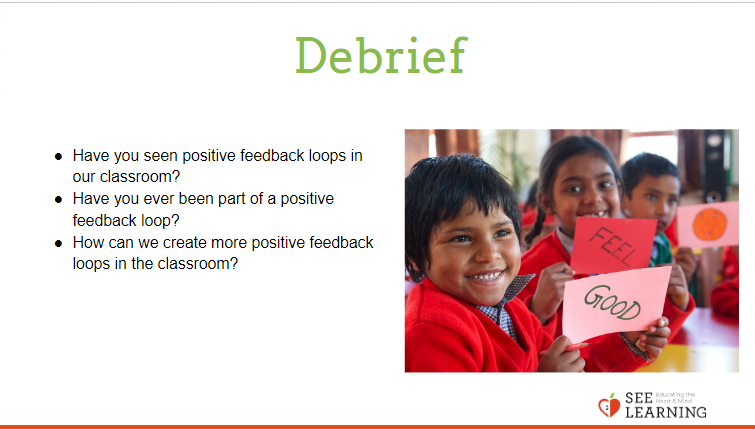 Debrief
● Have you seen positive feedback loops in
our classroom?
● Have you ever been part of a positive
feedback loop?
● How can we create more positive feedback
loops in the classroom?
FEEL
GOOD
SEE Educating the
Heart & Mind
LEARNING